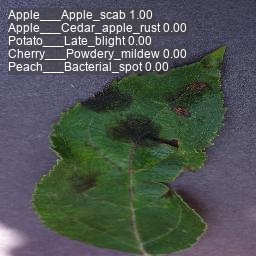 Apple___Apple_scab 1.00
Apple___Cedar_apple_rust 0.00
Potato___Late_blight 0.00
Cherry___Powdery_mildew 0.00
Peach___Bacterial_spot 0.00